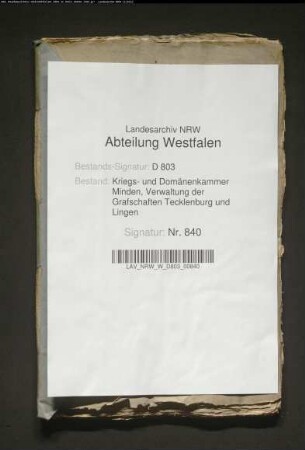 Landesarchiv NRW
Abteilung Westfalen
Bestands-Signatur: D 803
Bestand: Kriegs- und Domänenkammer
Minden, Verwaltung der
Grafschaften Tecklenburg und
Lingen
Signatur: Nr. 840
LAV_NRW_W_D803_00840